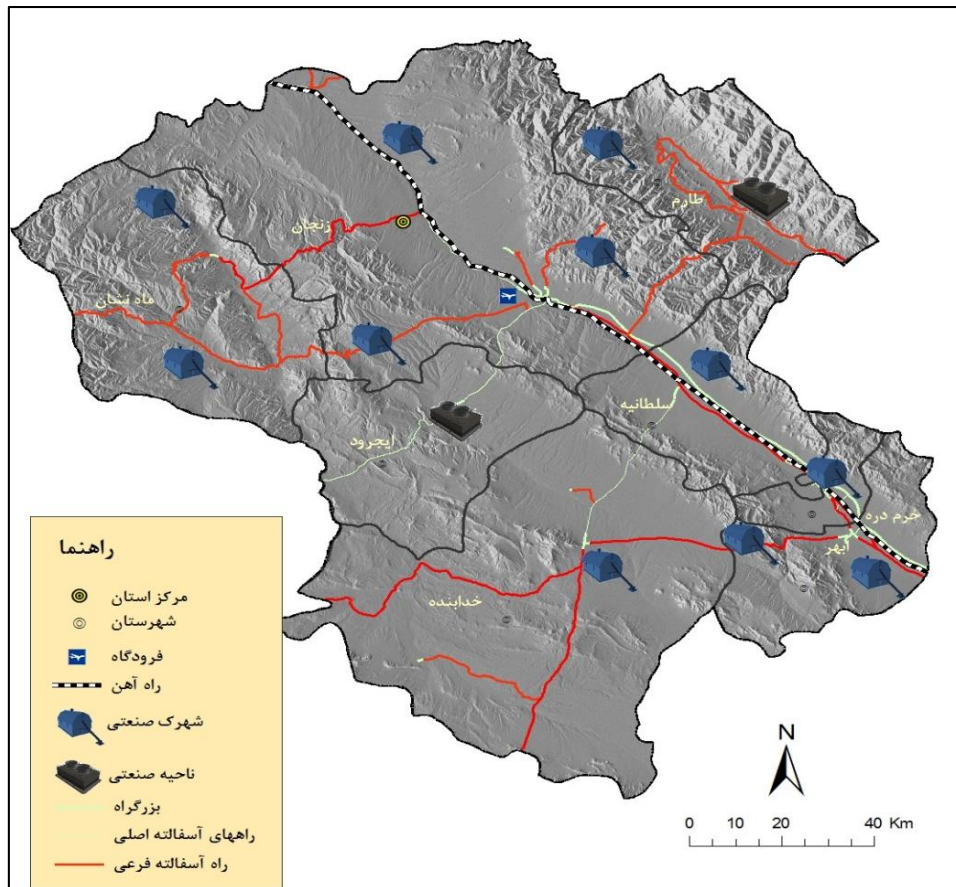 طارم
زنجان
ماه نشان
سلطانیه
ایجرود
خرم دره
ابهر
خدابنده
راهنما
مرکز استان
شهرستان
فرودگاه
راه آهن
شهرک صنعتی
ناحیه صنعتی
بزرگراه
راههای آسفالته اصلی
راه آسفالته فرعی
N
0 10 20 40 Km